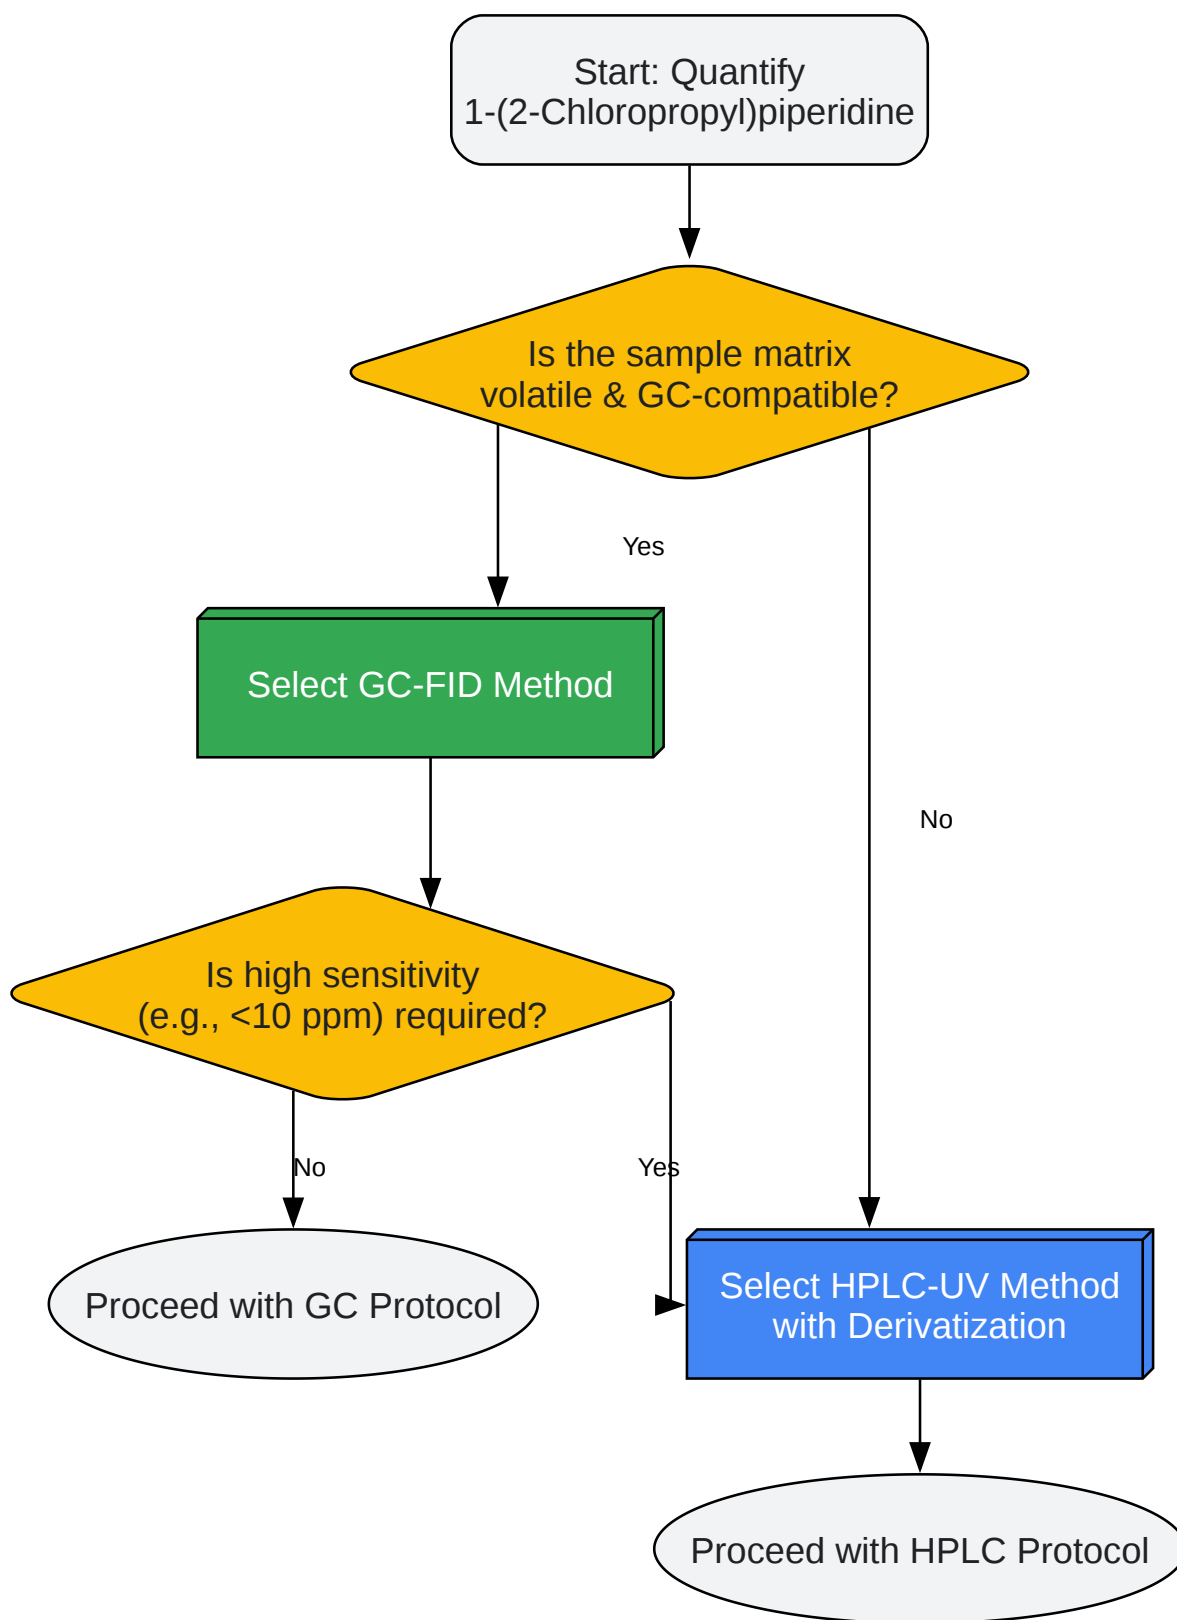 Start: Quantify
1-(2-Chloropropyl)piperidine
Is the sample matrix
volatile & GC-compatible?
Yes
Select GC-FID Method
No
Is high sensitivity
(e.g., <10 ppm) required?
No
Yes
Proceed with GC Protocol
Select HPLC-UV Method
with Derivatization
Proceed with HPLC Protocol